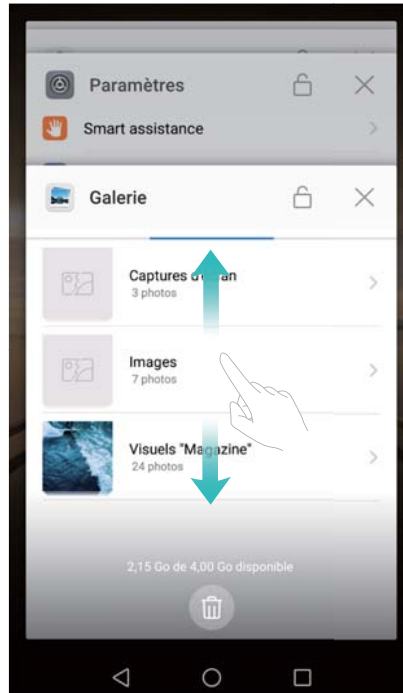 Paramètres
Smart assistance
Galerie
Captures d'écran
3 photos
Images
7 photos
Visuels "Magazine"
24 photos
2,15 Go de 4,00 Go disponible